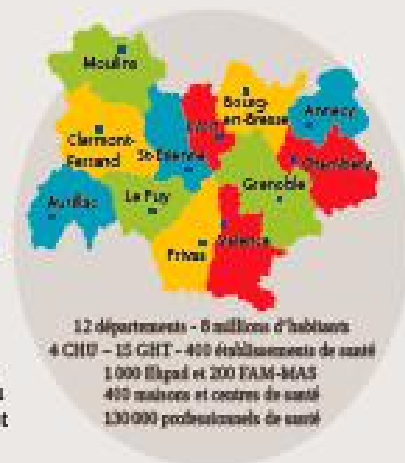 Moulins
Bourg-
en-Bresse
Annecy
Lyon
Clermont-
Ferrand
St-Etienne
Chambéry
Grenoble
Aurillac
Le Puy
Valence
Privas
12 départements - 8 millions d'habitants
4 CHU - 15 GHT - 400 établissements de santé
1 000 Ehpad et 200 FAM-MAS
400 maisons et centres de santé
130 000 professionnels de santé
t